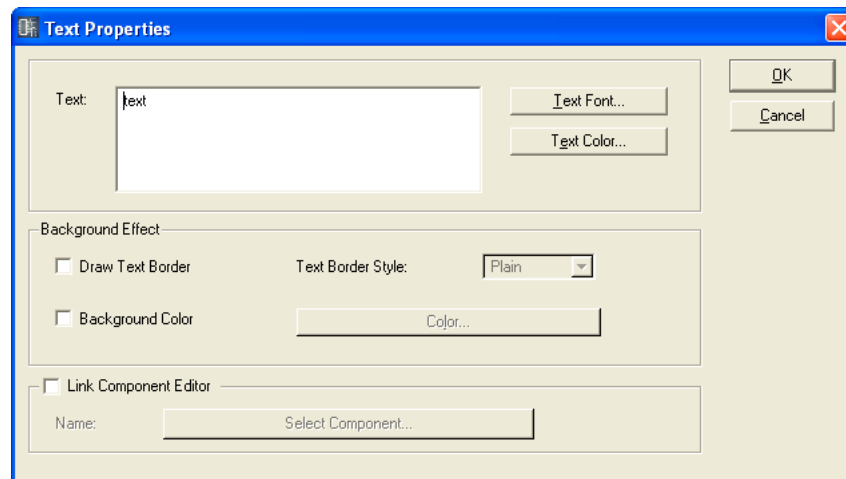 Text Properties
OK
Text: text Text Font...
Cancel
Text Color...
Background Effect
Draw Text Border Text Border Style: Plain
Background Color Color...
Link Component Editor
Name: Select Component...